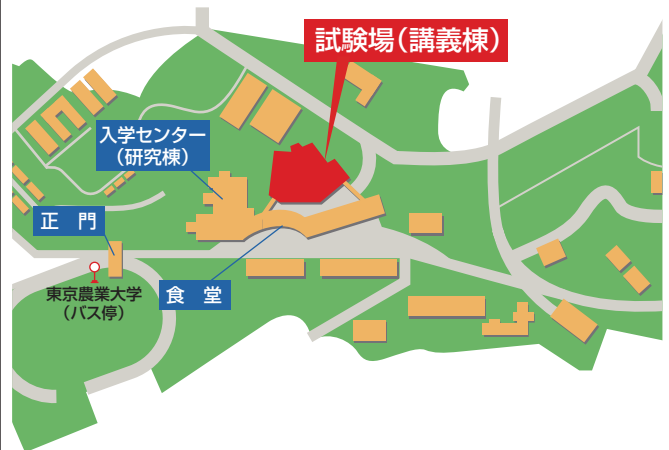 試験場（講義棟）
入学センター
（研究棟）
正　門
東京農業大学
（バス停）
食　堂